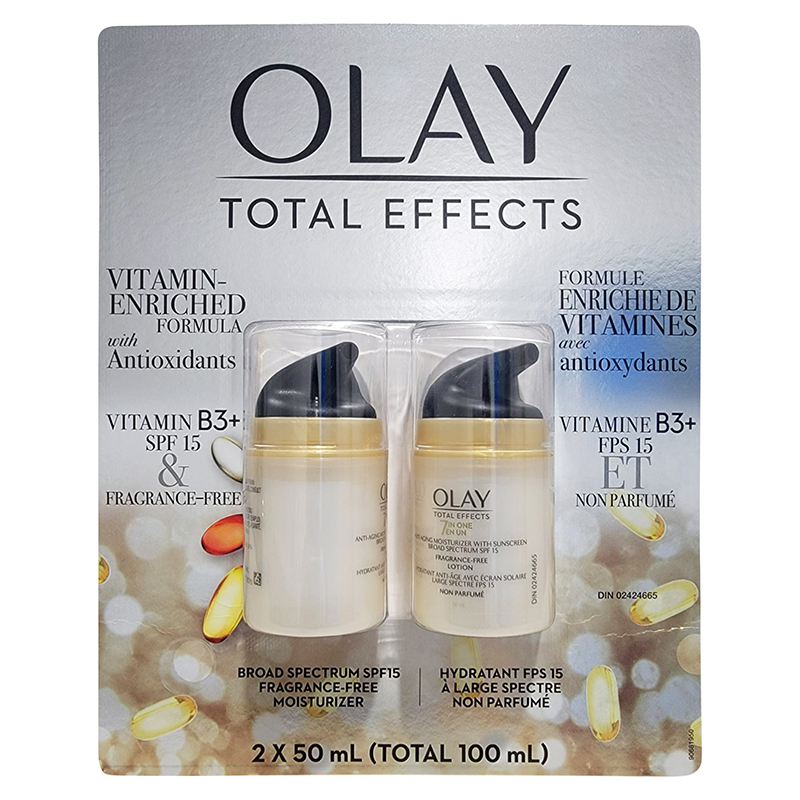 OLAY
TOTAL EFFECTS
VITAMIN-
ENRICHED
FORMULA
with
Antioxidants
VITAMIN B3+
SPF 15
&
FRAGRANCE-FREE
FORMULE
ENRICHIE DE
VITAMINES
avec
antioxydants
VITAMINE B3+
FPS 15
ET
NON PARFUMÉ
OLAY
TOTAL EFFECTS
7 IN ONE
EN UN
ANTI-AGING MOISTURIZER WITH SUNSCREEN
BROAD SPECTRUM SPF 15
FRAGRANCE-FREE
LOTION
HYDRATANT ANTI-ÂGE AVEC ÉCRAN SOLAIRE
LARGE SPECTRE FPS 15
NON PARFUMÉ
DIN 02424665
DIN 02424665
BROAD SPECTRUM SPF15
FRAGRANCE-FREE
MOISTURIZER
HYDRATANT FPS 15
À LARGE SPECTRE
NON PARFUMÉ
2 X 50 mL (TOTAL 100 mL)